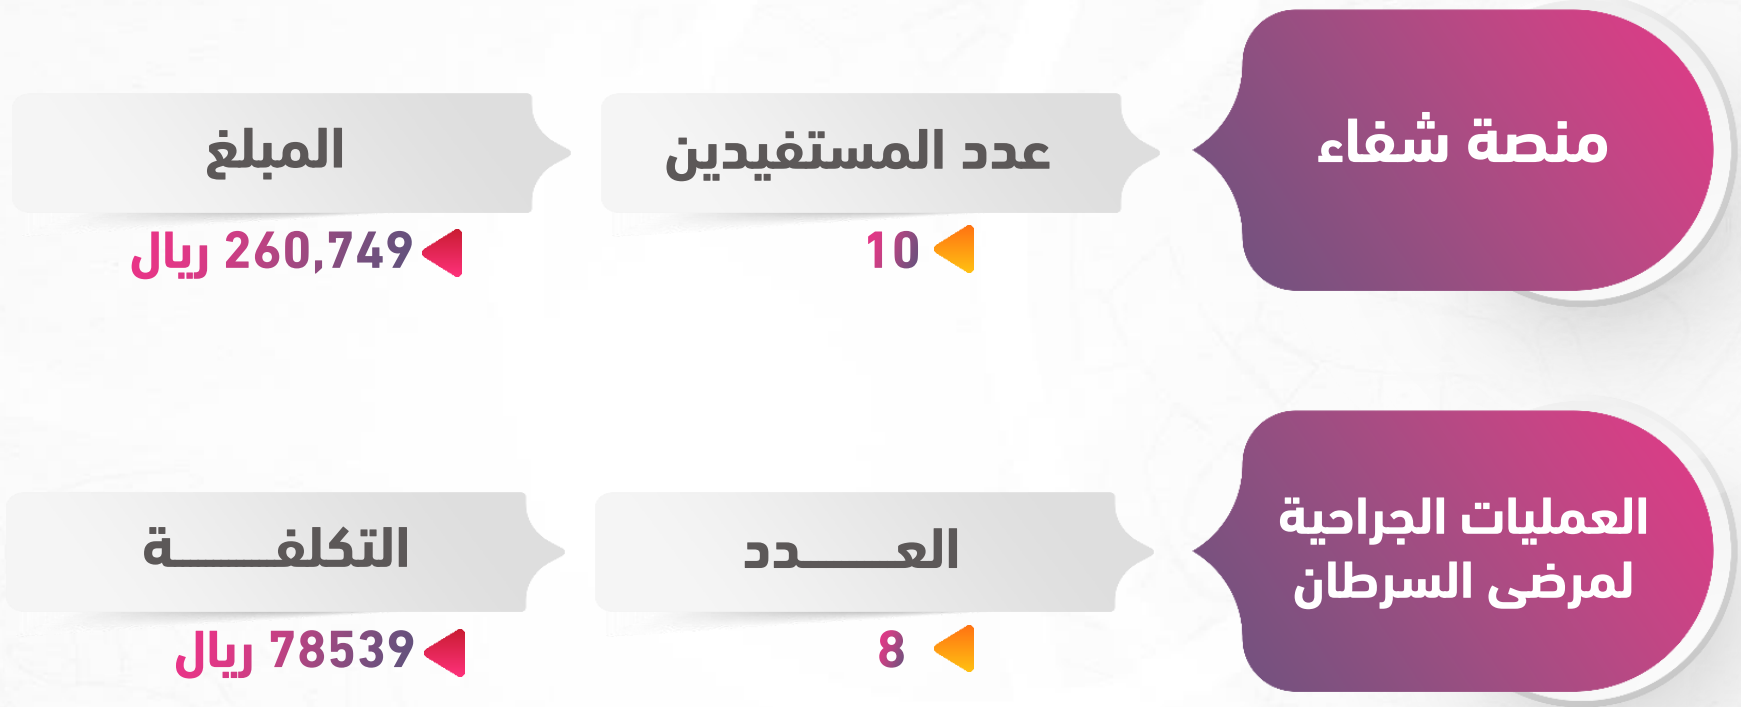 منصة شفاء
عدد المستفيدين
المبلغ
10
260,749 ريال
العمليات الجراحية
لمرضى السرطان
العـــــدد
التكلفـــــة
8
78539 ريال